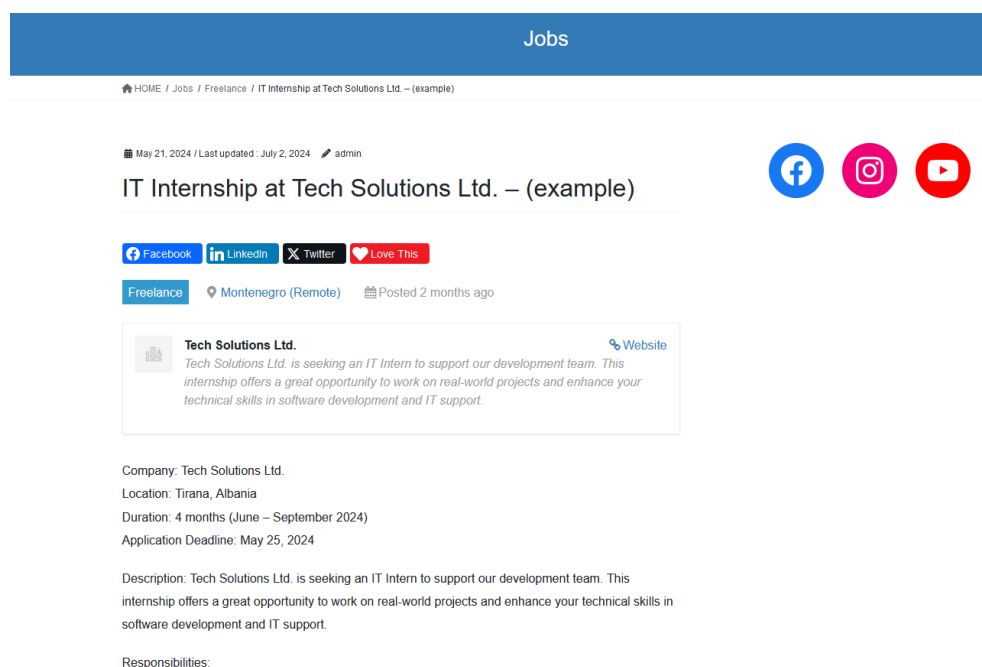 Jobs
HOME / Jobs / Freelance / IT Internship at Tech Solutions Ltd. – (example)
May 21, 2024 / Last updated : July 2, 2024 admin
IT Internship at Tech Solutions Ltd. – (example)
Facebook LinkedIn Twitter Love This
Freelance Montenegro (Remote) Posted 2 months ago
Tech Solutions Ltd. Website
Tech Solutions Ltd. is seeking an IT Intern to support our development team. This
internship offers a great opportunity to work on real-world projects and enhance your
technical skills in software development and IT support.
Company: Tech Solutions Ltd.
Location: Tirana, Albania
Duration: 4 months (June – September 2024)
Application Deadline: May 25, 2024
Description: Tech Solutions Ltd. is seeking an IT Intern to support our development team. This
internship offers a great opportunity to work on real-world projects and enhance your technical skills in
software development and IT support.
Responsibilities: